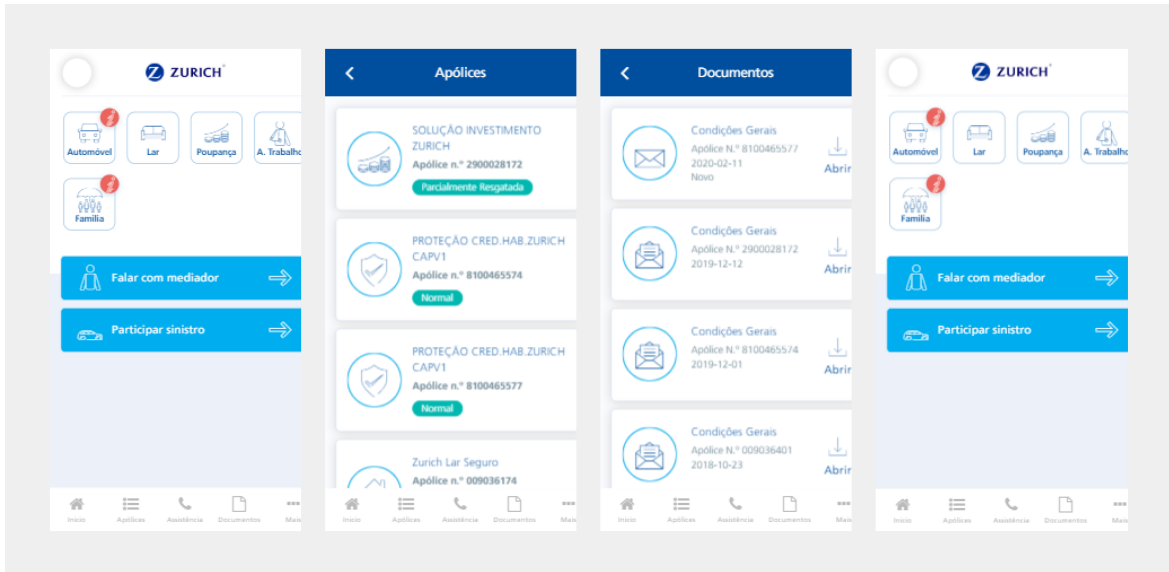 ZURICH
Automóvel
Lar
Poupança
A. Trabalho
Família
Falar com mediador
Participar sinistro
Início
Apólices
Assistência
Documentos
Mais
Apólices
SOLUÇÃO INVESTIMENTO
ZURICH
Apólice n.º 2900028172
Parcialmente Resgatada
PROTEÇÃO CRED.HAB.ZURICH
CAPV1
Apólice n.º 8100465574
Normal
PROTEÇÃO CRED.HAB.ZURICH
CAPV1
Apólice n.º 8100465577
Normal
Zurich Lar Seguro
Apólice n.º 009036174
Início
Apólices
Assistência
Documentos
Mais
Documentos
Condições Gerais
Apólice N.º 8100465577
2020-02-11
Novo
Abrir
Condições Gerais
Apólice N.º 2900028172
2019-12-12
Abrir
Condições Gerais
Apólice N.º 8100465574
2019-12-01
Abrir
Condições Gerais
Apólice N.º 009036401
2018-10-23
Abrir
Início
Apólices
Assistência
Documentos
Mais
ZURICH
Automóvel
Lar
Poupança
A. Trabalho
Família
Falar com mediador
Participar sinistro
Início
Apólices
Assistência
Documentos
Mais